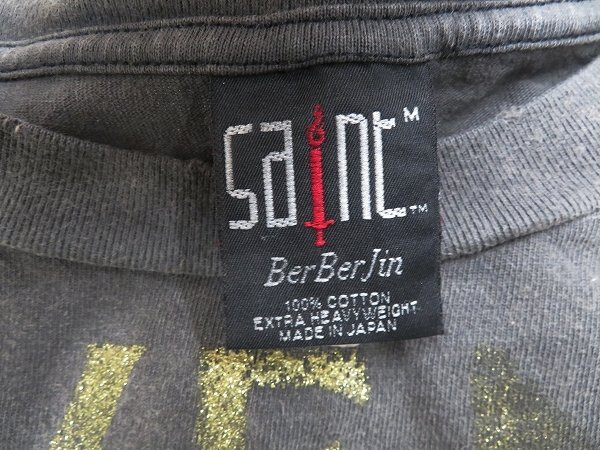 saint M
TM
BerBerJin
100% COTTON
EXTRA HEAVYWEIGHT
MADE IN JAPAN